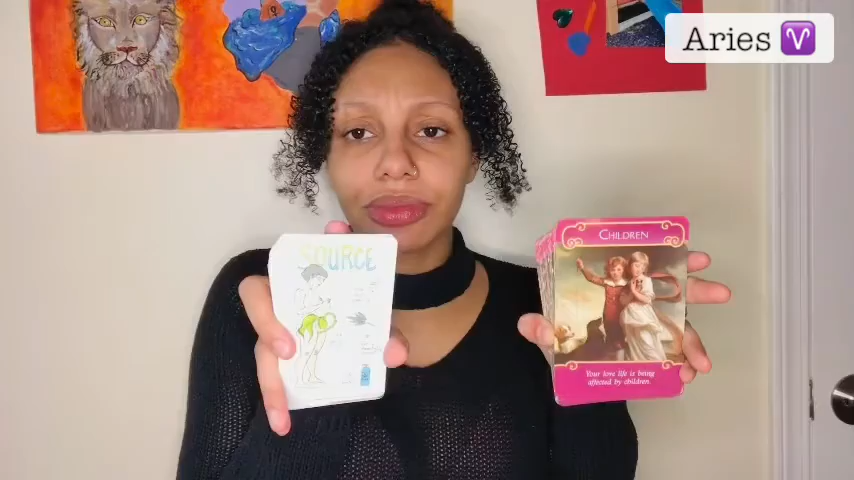 Aries ♈
SOURCE
CHILDREN
Your love life is being
affected by children.